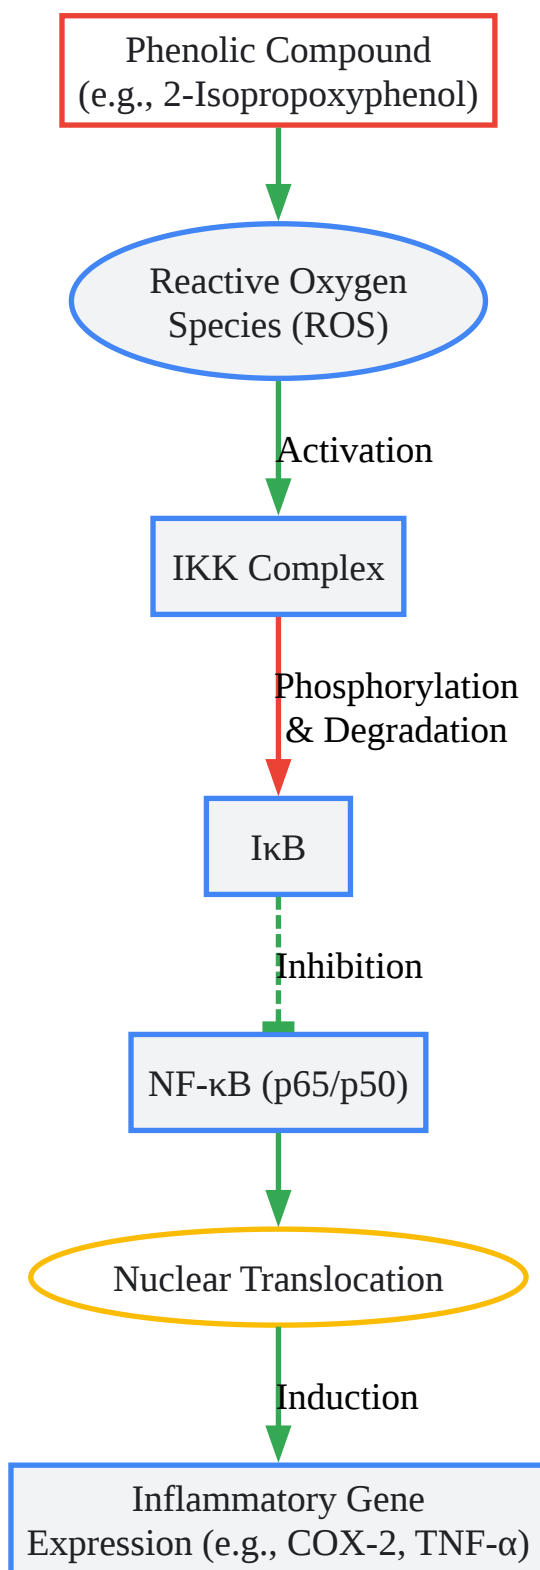 Phenolic Compound
(e.g., 2-Isopropoxyphenol)
Reactive Oxygen
Species (ROS)
Activation
IKK Complex
Phosphorylation
& Degradation
IκB
Inhibition
NF-κB (p65/p50)
Nuclear Translocation
Induction
Inflammatory Gene
Expression (e.g., COX-2, TNF-α)